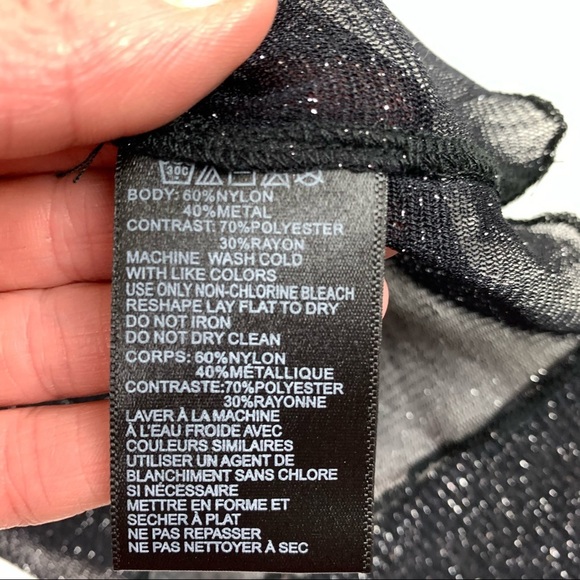 30C
BODY: 60%NYLON
40%METAL
CONTRAST: 70%POLYESTER
30%RAYON
MACHINE WASH COLD
WITH LIKE COLORS
USE ONLY NON-CHLORINE BLEACH
RESHAPE LAY FLAT TO DRY
DO NOT IRON
DO NOT DRY CLEAN
CORPS: 60%NYLON
40%MÉTALLIQUE
CONTRASTE:70%POLYESTER
30%RAYONNE
LAVER À LA MACHINE
À L'EAU FROIDE AVEC
COULEURS SIMILAIRES
UTILISER UN AGENT DE
BLANCHIMENT SANS CHLORE
SI NÉCESSAIRE
METTRE EN FORME ET
SECHER À PLAT
NE PAS REPASSER
NE PAS NETTOYER À SEC